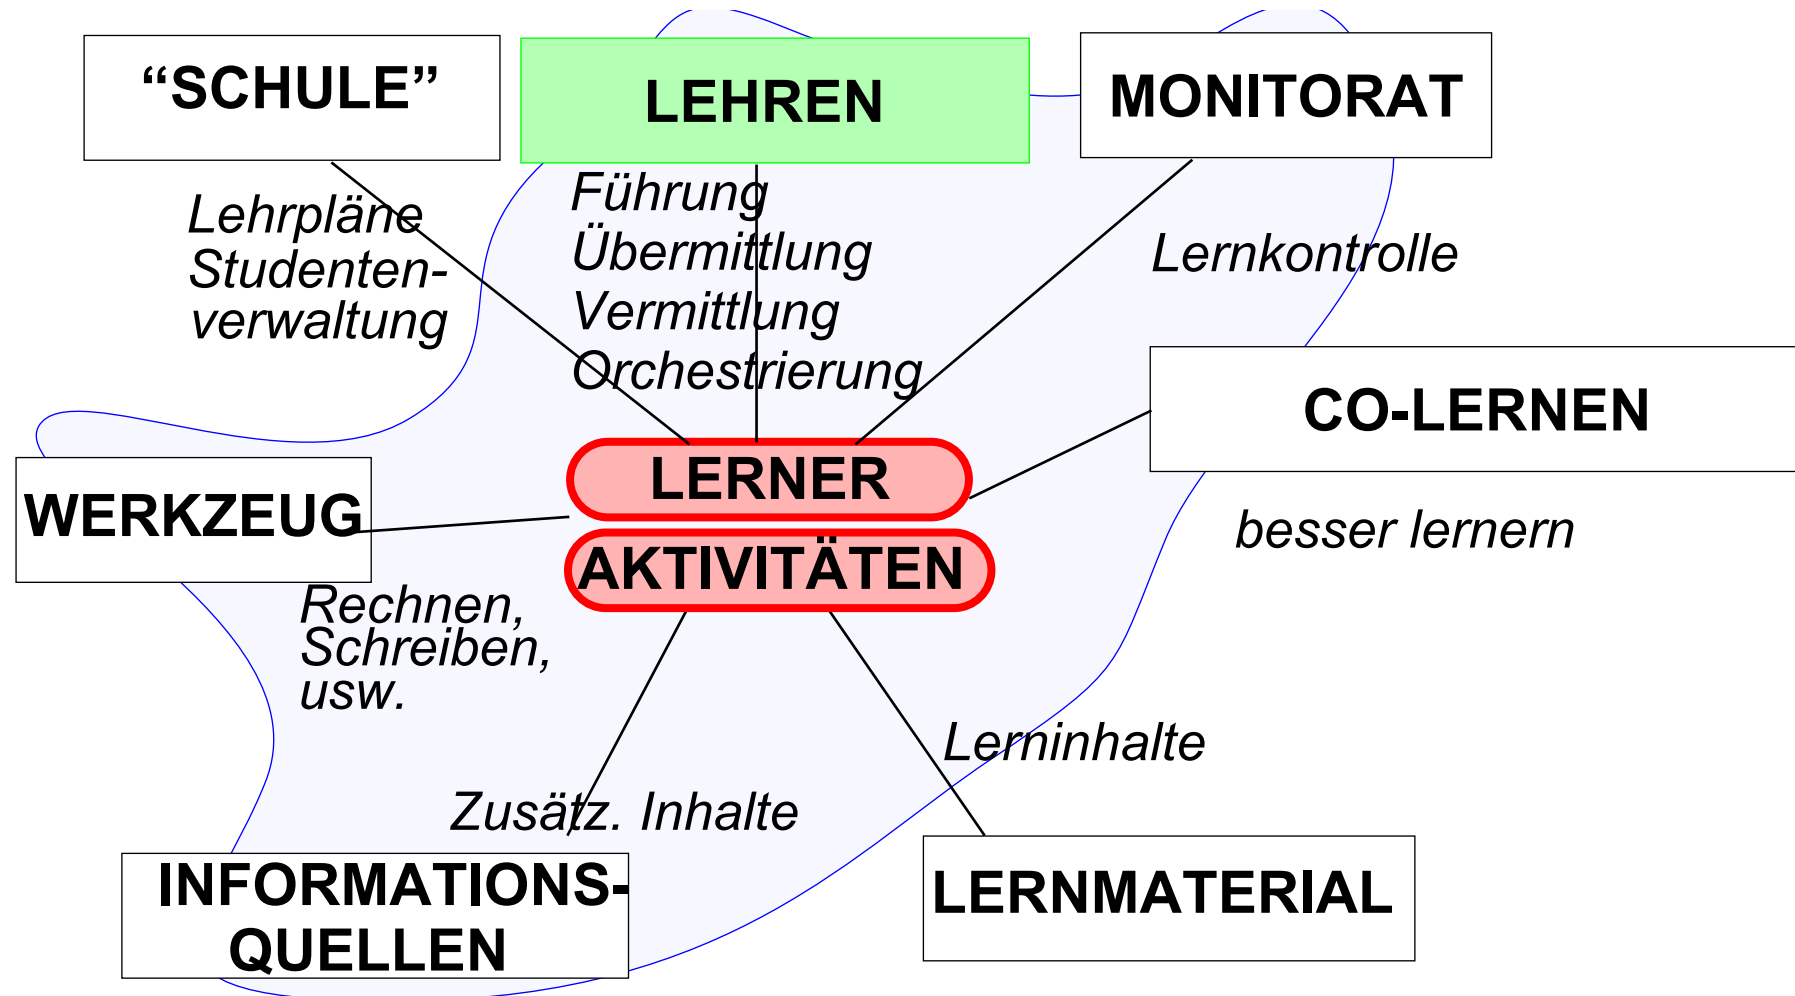 “SCHULE”
LEHREN
MONITORAT
Lehrpläne
Studenten-
verwaltung
Führung
Übermittlung
Vermittlung
Orchestrierung
Lernkontrolle
CO-LERNEN
besser lernern
LERNER
AKTIVITÄTEN
WERKZEUG
Rechnen,
Schreiben,
usw.
Zusätz. Inhalte
Lerninhalte
INFORMATIONS-
QUELLEN
LERNMATERIAL